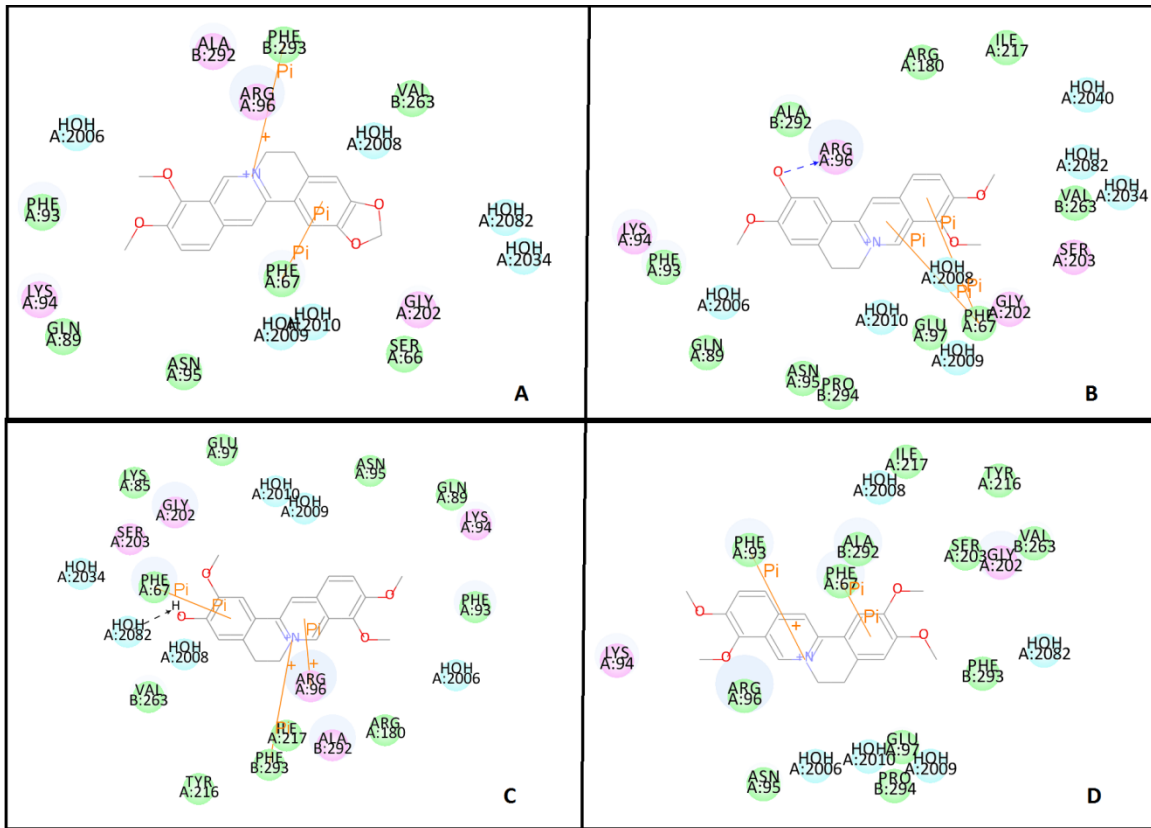 PHE
B:293
ALA
B:292
Pi
ARG
A:96
VAL
B:263
HOH
A:2006
HOH
A:2008
+
+N
O
O
O
O
PHE
A:93
HOH
A:2082
HOH
A:2034
Pi
Pi
PHE
A:67
LYS
A:94
GLN
A:89
HOH
A:2010
HOH
A:2009
GLY
A:202
SER
A:66
ASN
A:95
A
ILE
A:217
ARG
A:180
HOH
A:2040
ALA
B:292
ARG
A:96
HOH
A:2082
HOH
A:2034
VAL
B:263
O
O
O
O
+N
LYS
A:94
PHE
A:93
SER
A:203
Pi
Pi
HOH
A:2008
Pi
Pi
HOH
A:2006
HOH
A:2010
GLU
A:97
PHE
A:67
GLY
A:202
HOH
A:2009
GLN
A:89
ASN
A:95
PRO
B:294
B
GLU
A:97
LYS
A:85
ASN
A:95
HOH
A:2010
HOH
A:2009
GLN
A:89
GLY
A:202
LYS
A:94
SER
A:203
HOH
A:2034
PHE
A:67
Pi
H
Pi
O
O
O
O
Pi
+N
PHE
A:93
HOH
A:2082
HOH
A:2008
+
+
ARG
A:96
HOH
A:2006
VAL
B:263
ILE
A:217
Pi
ARG
A:180
ALA
B:292
PHE
B:293
TYR
A:216
C
ILE
A:217
HOH
A:2008
TYR
A:216
PHE
A:93
ALA
B:292
SER
A:203
VAL
B:263
GLY
A:202
Pi
PHE
A:67
Pi
Pi
O
O
O
O
+
+N
LYS
A:94
ARG
A:96
HOH
A:2082
PHE
B:293
GLU
A:97
HOH
A:2006
HOH
A:2010
HOH
A:2009
ASN
A:95
PRO
B:294
D